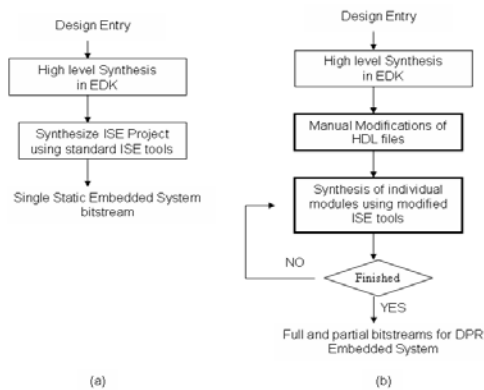 Design Entry
High level Synthesis
in EDK
Synthesize ISE Project
using standard ISE tools
Single Static Embedded System
bitstream
(a)
Design Entry
High level Synthesis
in EDK
Manual Modifications of
HDL files
Synthesis of individual
modules using modified
ISE tools
NO
Finished
YES
Full and partial bitstreams for DPR
Embedded System
(b)